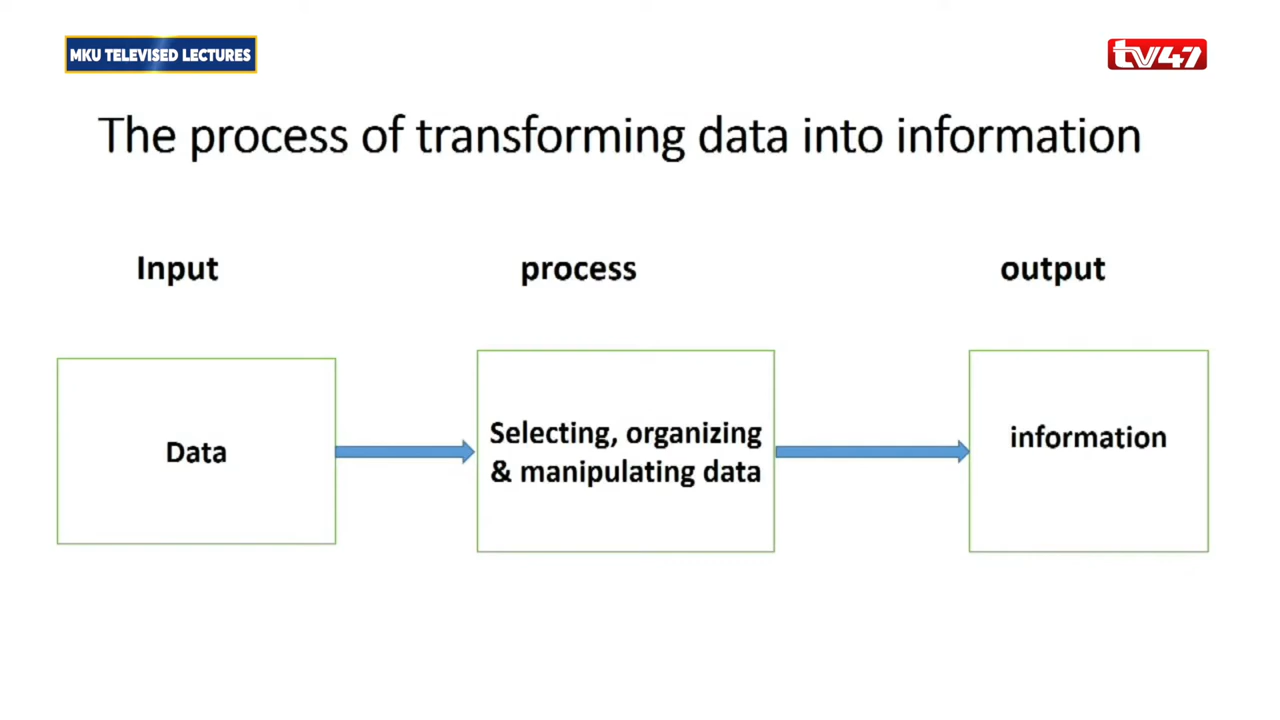 MKU TELEVISED LECTURES
tv47
The process of transforming data into information
Input
process
output
Data
Selecting, organizing
& manipulating data
information